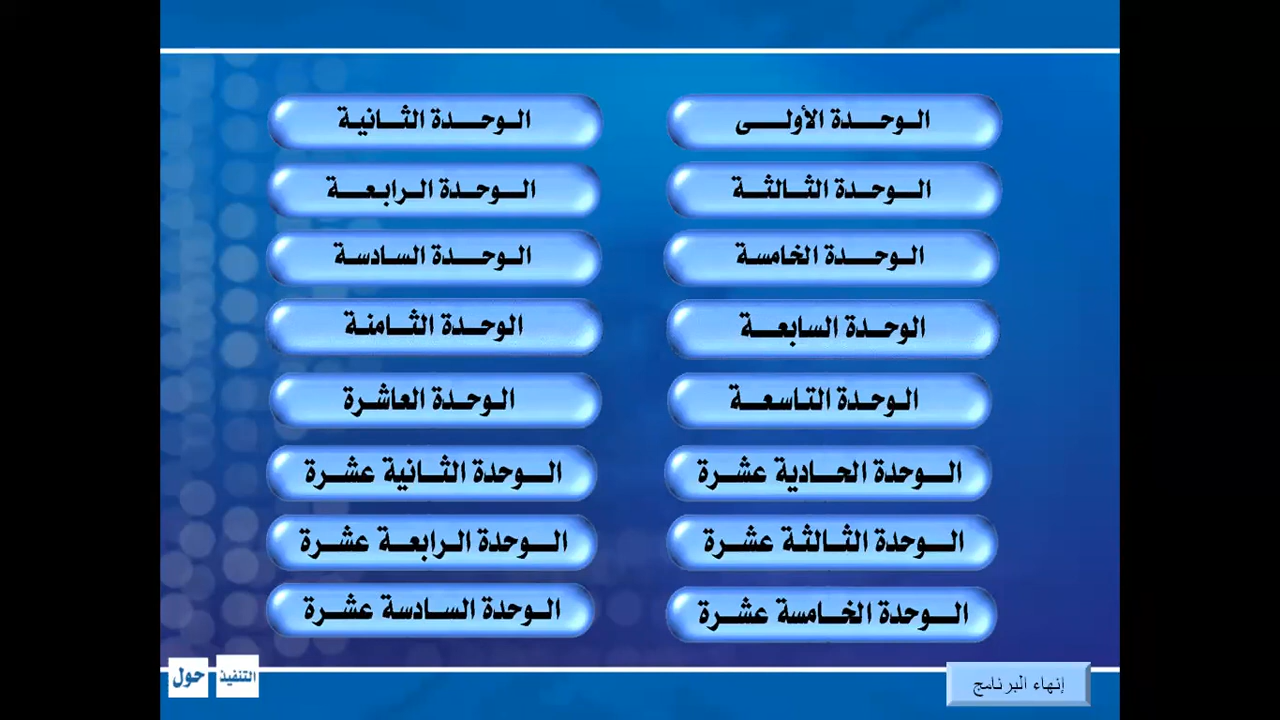 الوحدة الأولى
الوحدة الثانية
الوحدة الثالثة
الوحدة الرابعة
الوحدة الخامسة
الوحدة السادسة
الوحدة السابعة
الوحدة الثامنة
الوحدة التاسعة
الوحدة العاشرة
الوحدة الحادية عشرة
الوحدة الثانية عشرة
الوحدة الثالثة عشرة
الوحدة الرابعة عشرة
الوحدة الخامسة عشرة
الوحدة السادسة عشرة
إنهاء البرنامج
التنفيذ
حول